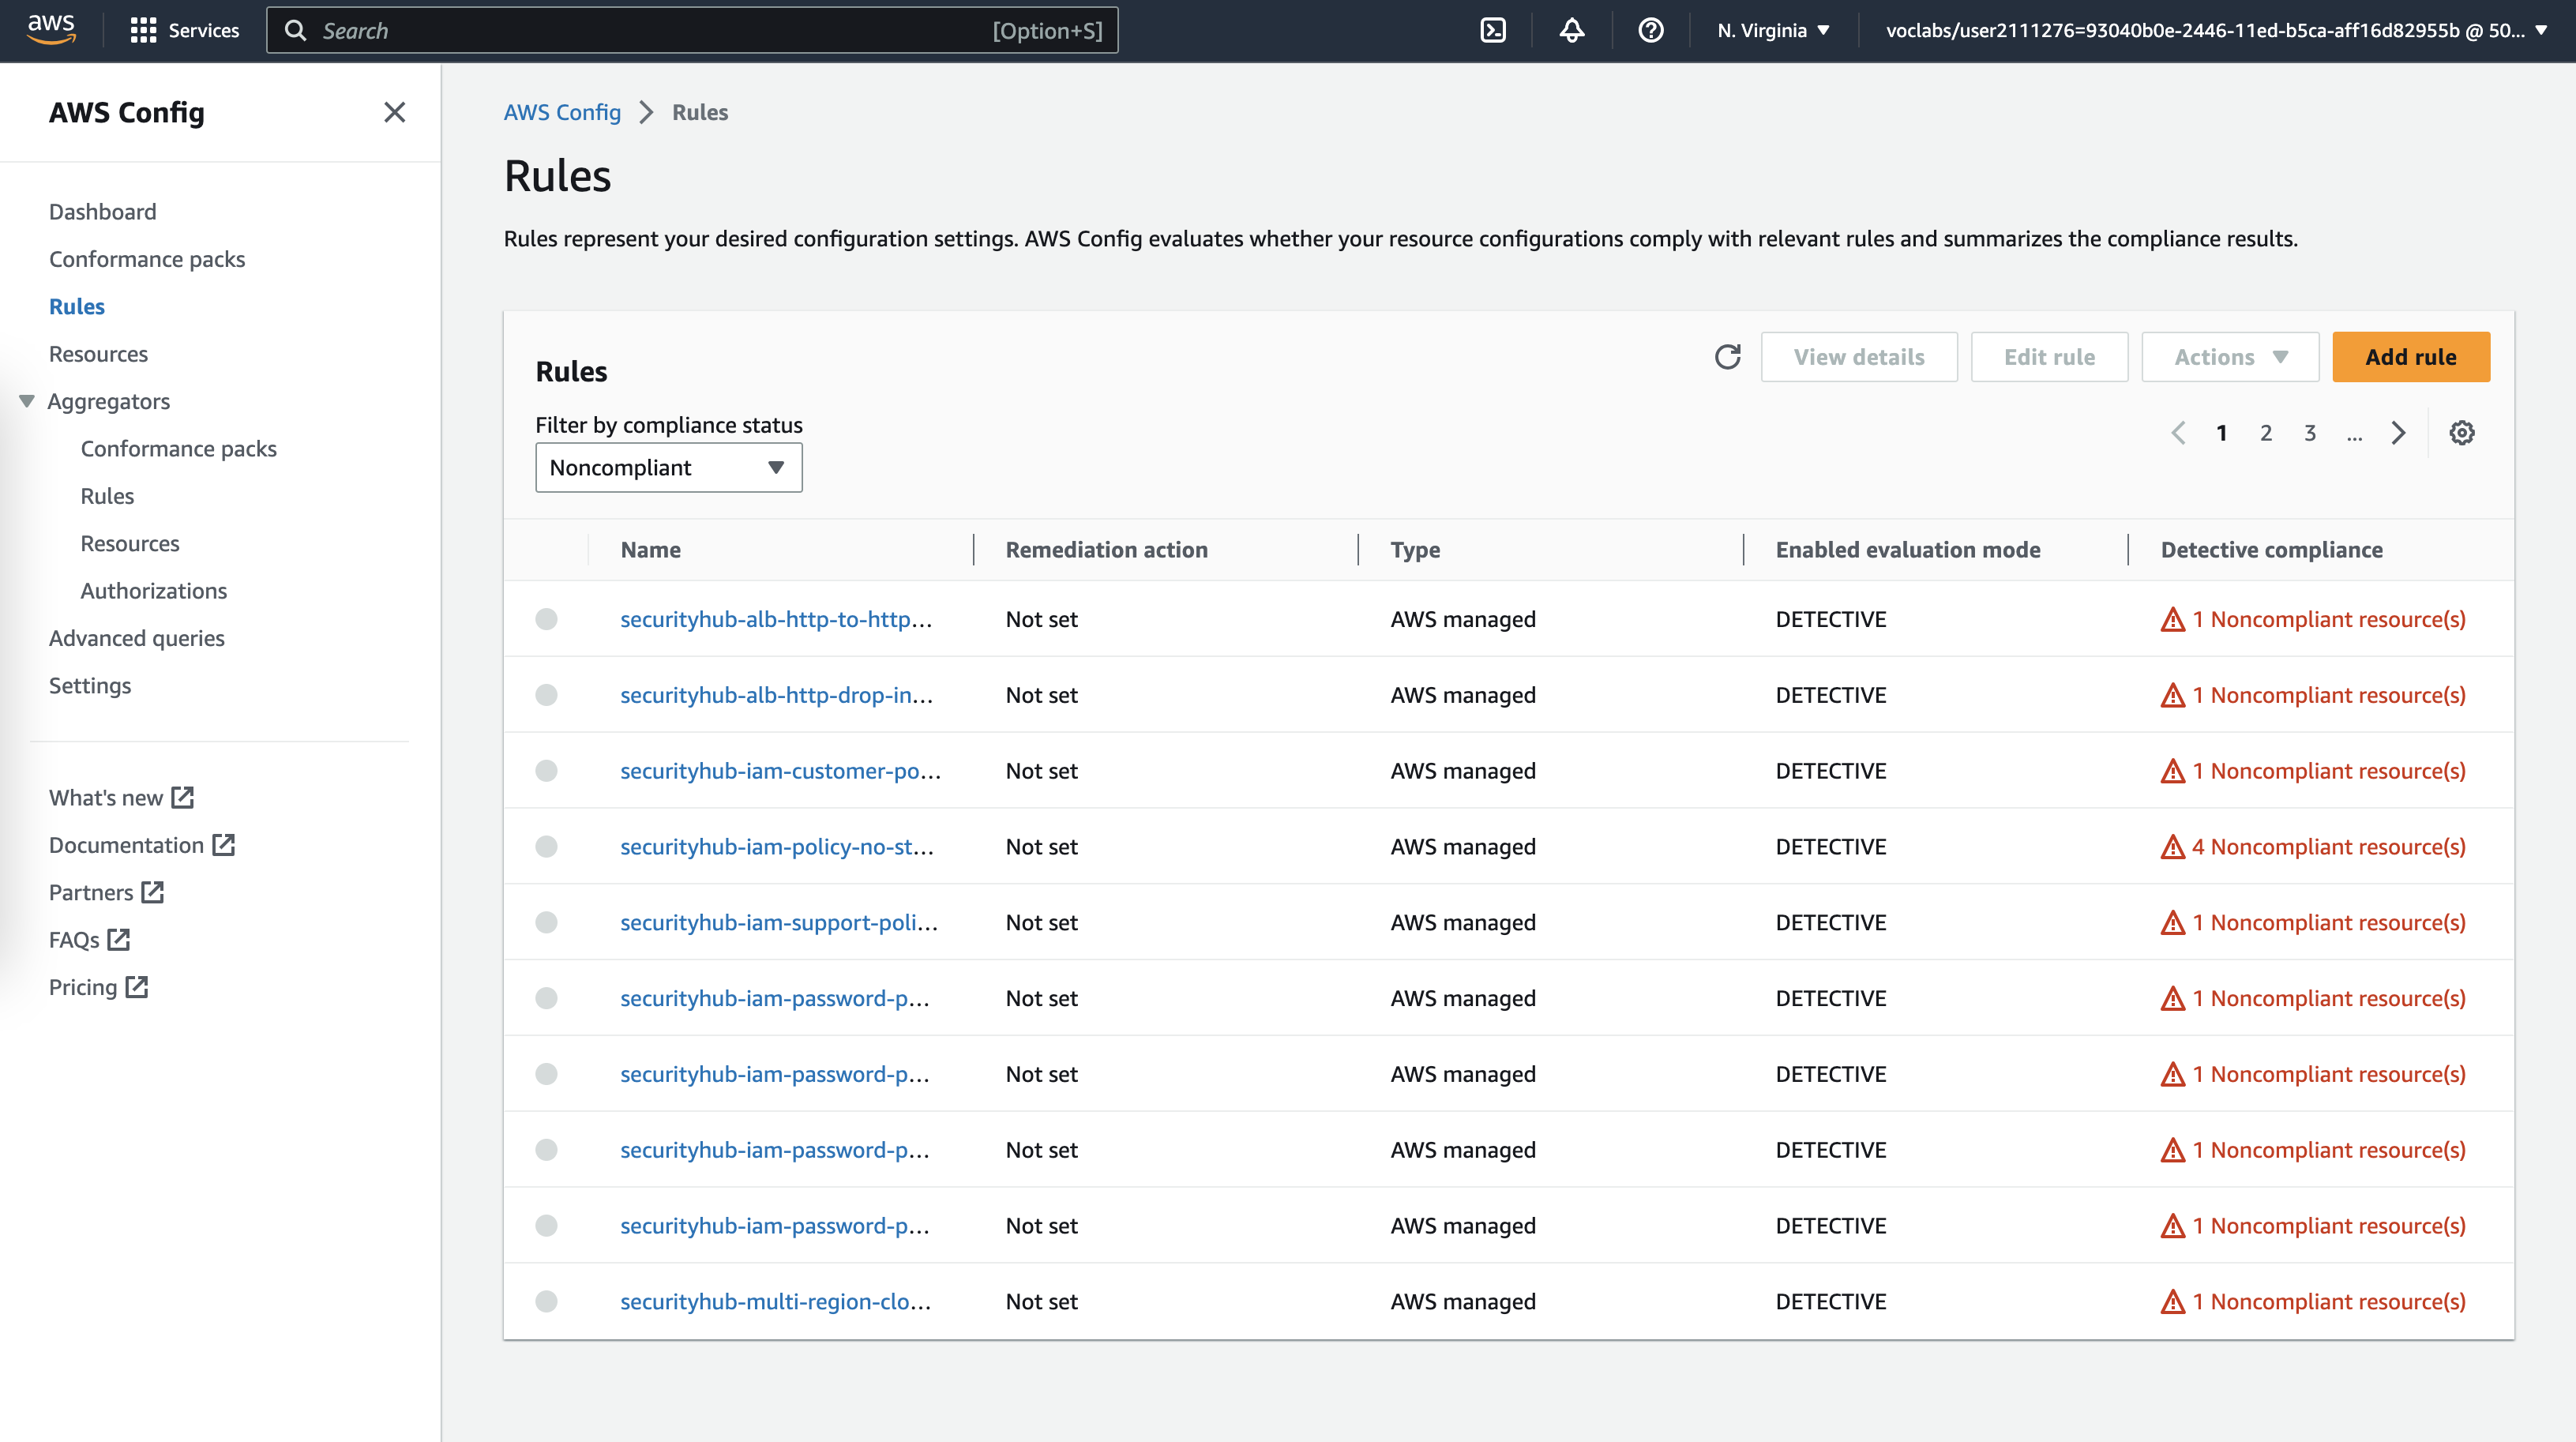 aws Services Search [Option+S] N. Virginia voclabs/user2111276=93040b0e-2446-11ed-b5ca-aff16d82955b @ 50...
AWS Config
Dashboard
Conformance packs
Rules
Resources
Aggregators
Conformance packs
Rules
Resources
Authorizations
Advanced queries
Settings
What's new
Documentation
Partners
FAQs
Pricing
AWS Config Rules
Rules
Rules represent your desired configuration settings. AWS Config evaluates whether your resource configurations comply with relevant rules and summarizes the compliance results.
Rules
View details Edit rule Actions Add rule
Filter by compliance status
Noncompliant
1 2 3 ...
Name Remediation action Type Enabled evaluation mode Detective compliance
securityhub-alb-http-to-http... Not set AWS managed DETECTIVE 1 Noncompliant resource(s)
securityhub-alb-http-drop-in... Not set AWS managed DETECTIVE 1 Noncompliant resource(s)
securityhub-iam-customer-po... Not set AWS managed DETECTIVE 1 Noncompliant resource(s)
securityhub-iam-policy-no-st... Not set AWS managed DETECTIVE 4 Noncompliant resource(s)
securityhub-iam-support-poli... Not set AWS managed DETECTIVE 1 Noncompliant resource(s)
securityhub-iam-password-p... Not set AWS managed DETECTIVE 1 Noncompliant resource(s)
securityhub-iam-password-p... Not set AWS managed DETECTIVE 1 Noncompliant resource(s)
securityhub-iam-password-p... Not set AWS managed DETECTIVE 1 Noncompliant resource(s)
securityhub-iam-password-p... Not set AWS managed DETECTIVE 1 Noncompliant resource(s)
securityhub-multi-region-clo... Not set AWS managed DETECTIVE 1 Noncompliant resource(s)